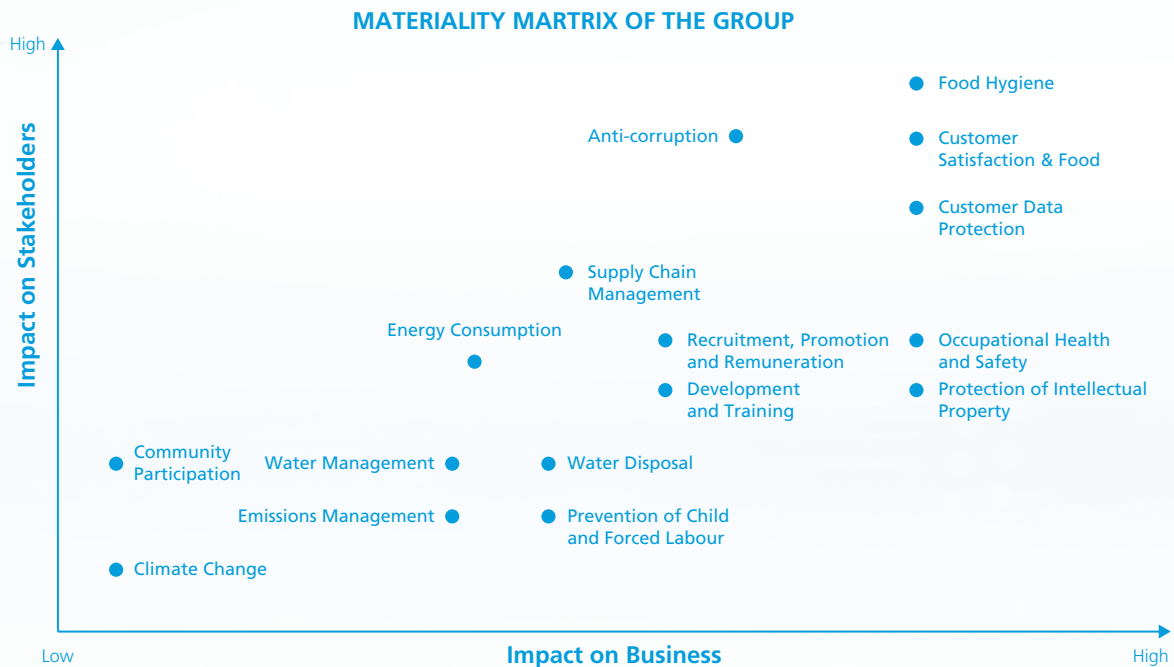 MATERIALITY MARTRIX OF THE GROUP
High
Impact on Stakeholders
Food Hygiene
Anti-corruption
Customer
Satisfaction & Food
Customer Data
Protection
Supply Chain
Management
Energy Consumption
Recruitment, Promotion
and Remuneration
Occupational Health
and Safety
Development
and Training
Protection of Intellectual
Property
Community
Participation
Water Management
Water Disposal
Emissions Management
Prevention of Child
and Forced Labour
Climate Change
Low
Impact on Business
High